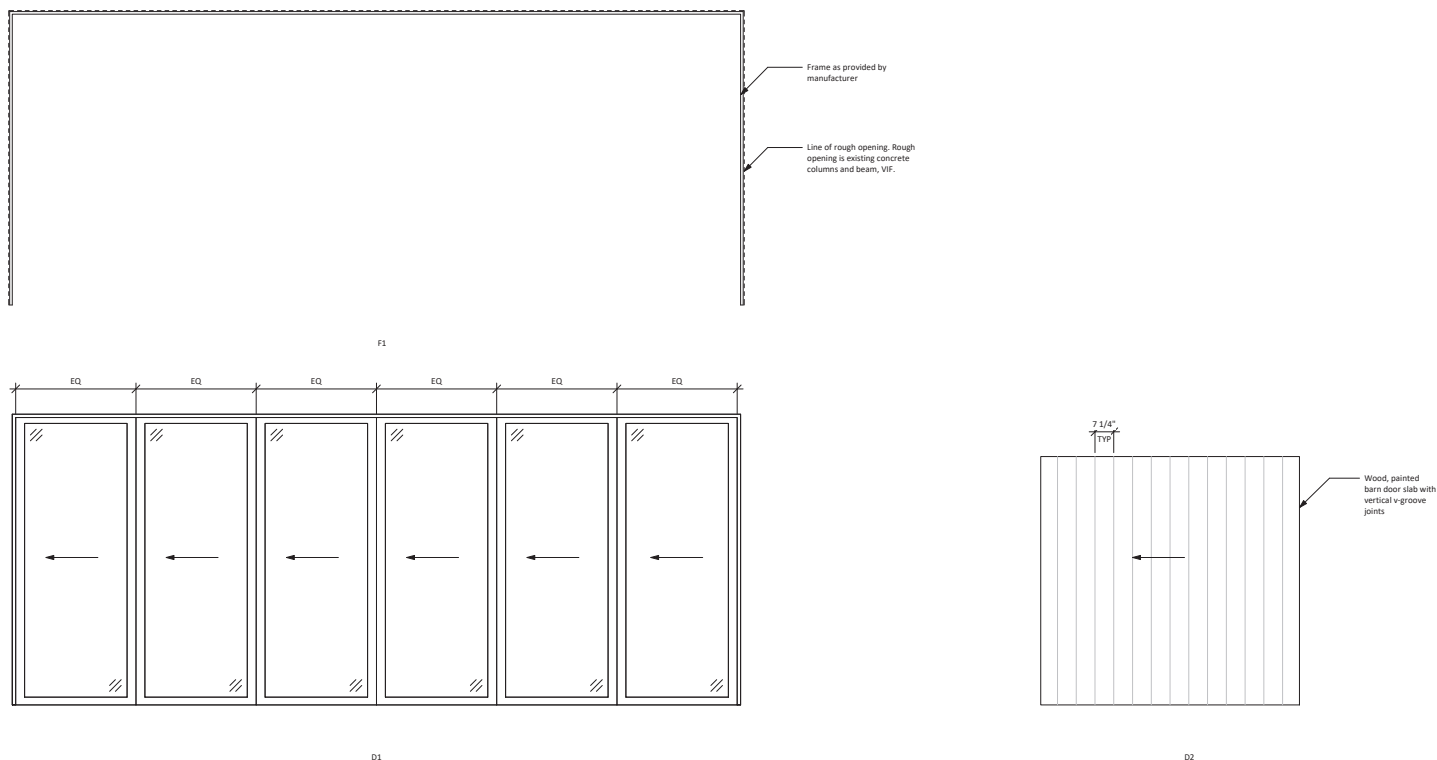 Frame as provided by
manufacturer
Line of rough opening. Rough
opening is existing concrete
columns and beam, VIF.
F1
EQ EQ EQ EQ EQ EQ
7 1/4"
TYP
Wood, painted
barn door slab with
vertical v-groove
joints
D1
D2